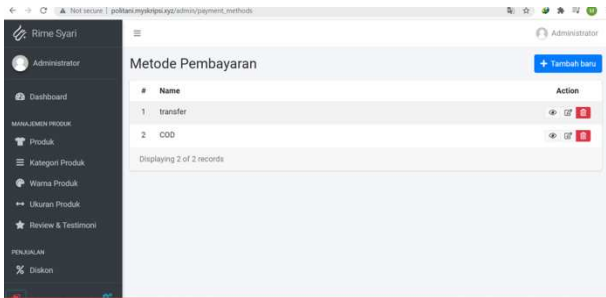 Not secure | politani.myskripsi.xyz/admin/payment_methods
Rime Syari
Administrator
Administrator
Metode Pembayaran
+ Tambah baru
Dashboard
# Name Action
1 transfer
2 COD
Displaying 2 of 2 records
MANAJEMEN PRODUK
Produk
Kategori Produk
Warna Produk
Ukuran Produk
Review & Testimoni
PENJUALAN
Diskon